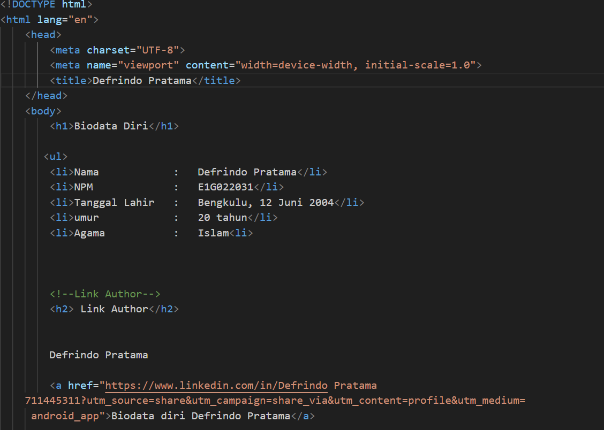 <!DOCTYPE html>
<html lang="en">
<head>
<meta charset="UTF-8">
<meta name="viewport" content="width=device-width, initial-scale=1.0">
<title>Defrindo Pratama</title>
</head>
<body>
<h1>Biodata Diri</h1>
<ul>
<li>Nama : Defrindo Pratama</li>
<li>NPM : E1G022031</li>
<li>Tanggal Lahir : Bengkulu, 12 Juni 2004</li>
<li>umur : 20 tahun</li>
<li>Agama : Islam<li>
<!--Link Author-->
<h2> Link Author</h2>
Defrindo Pratama
<a href="https://www.linkedin.com/in/Defrindo Pratama
711445311?utm_source=share&utm_campaign=share_via&utm_content=profile&utm_medium=
android_app">Biodata diri Defrindo Pratama</a>